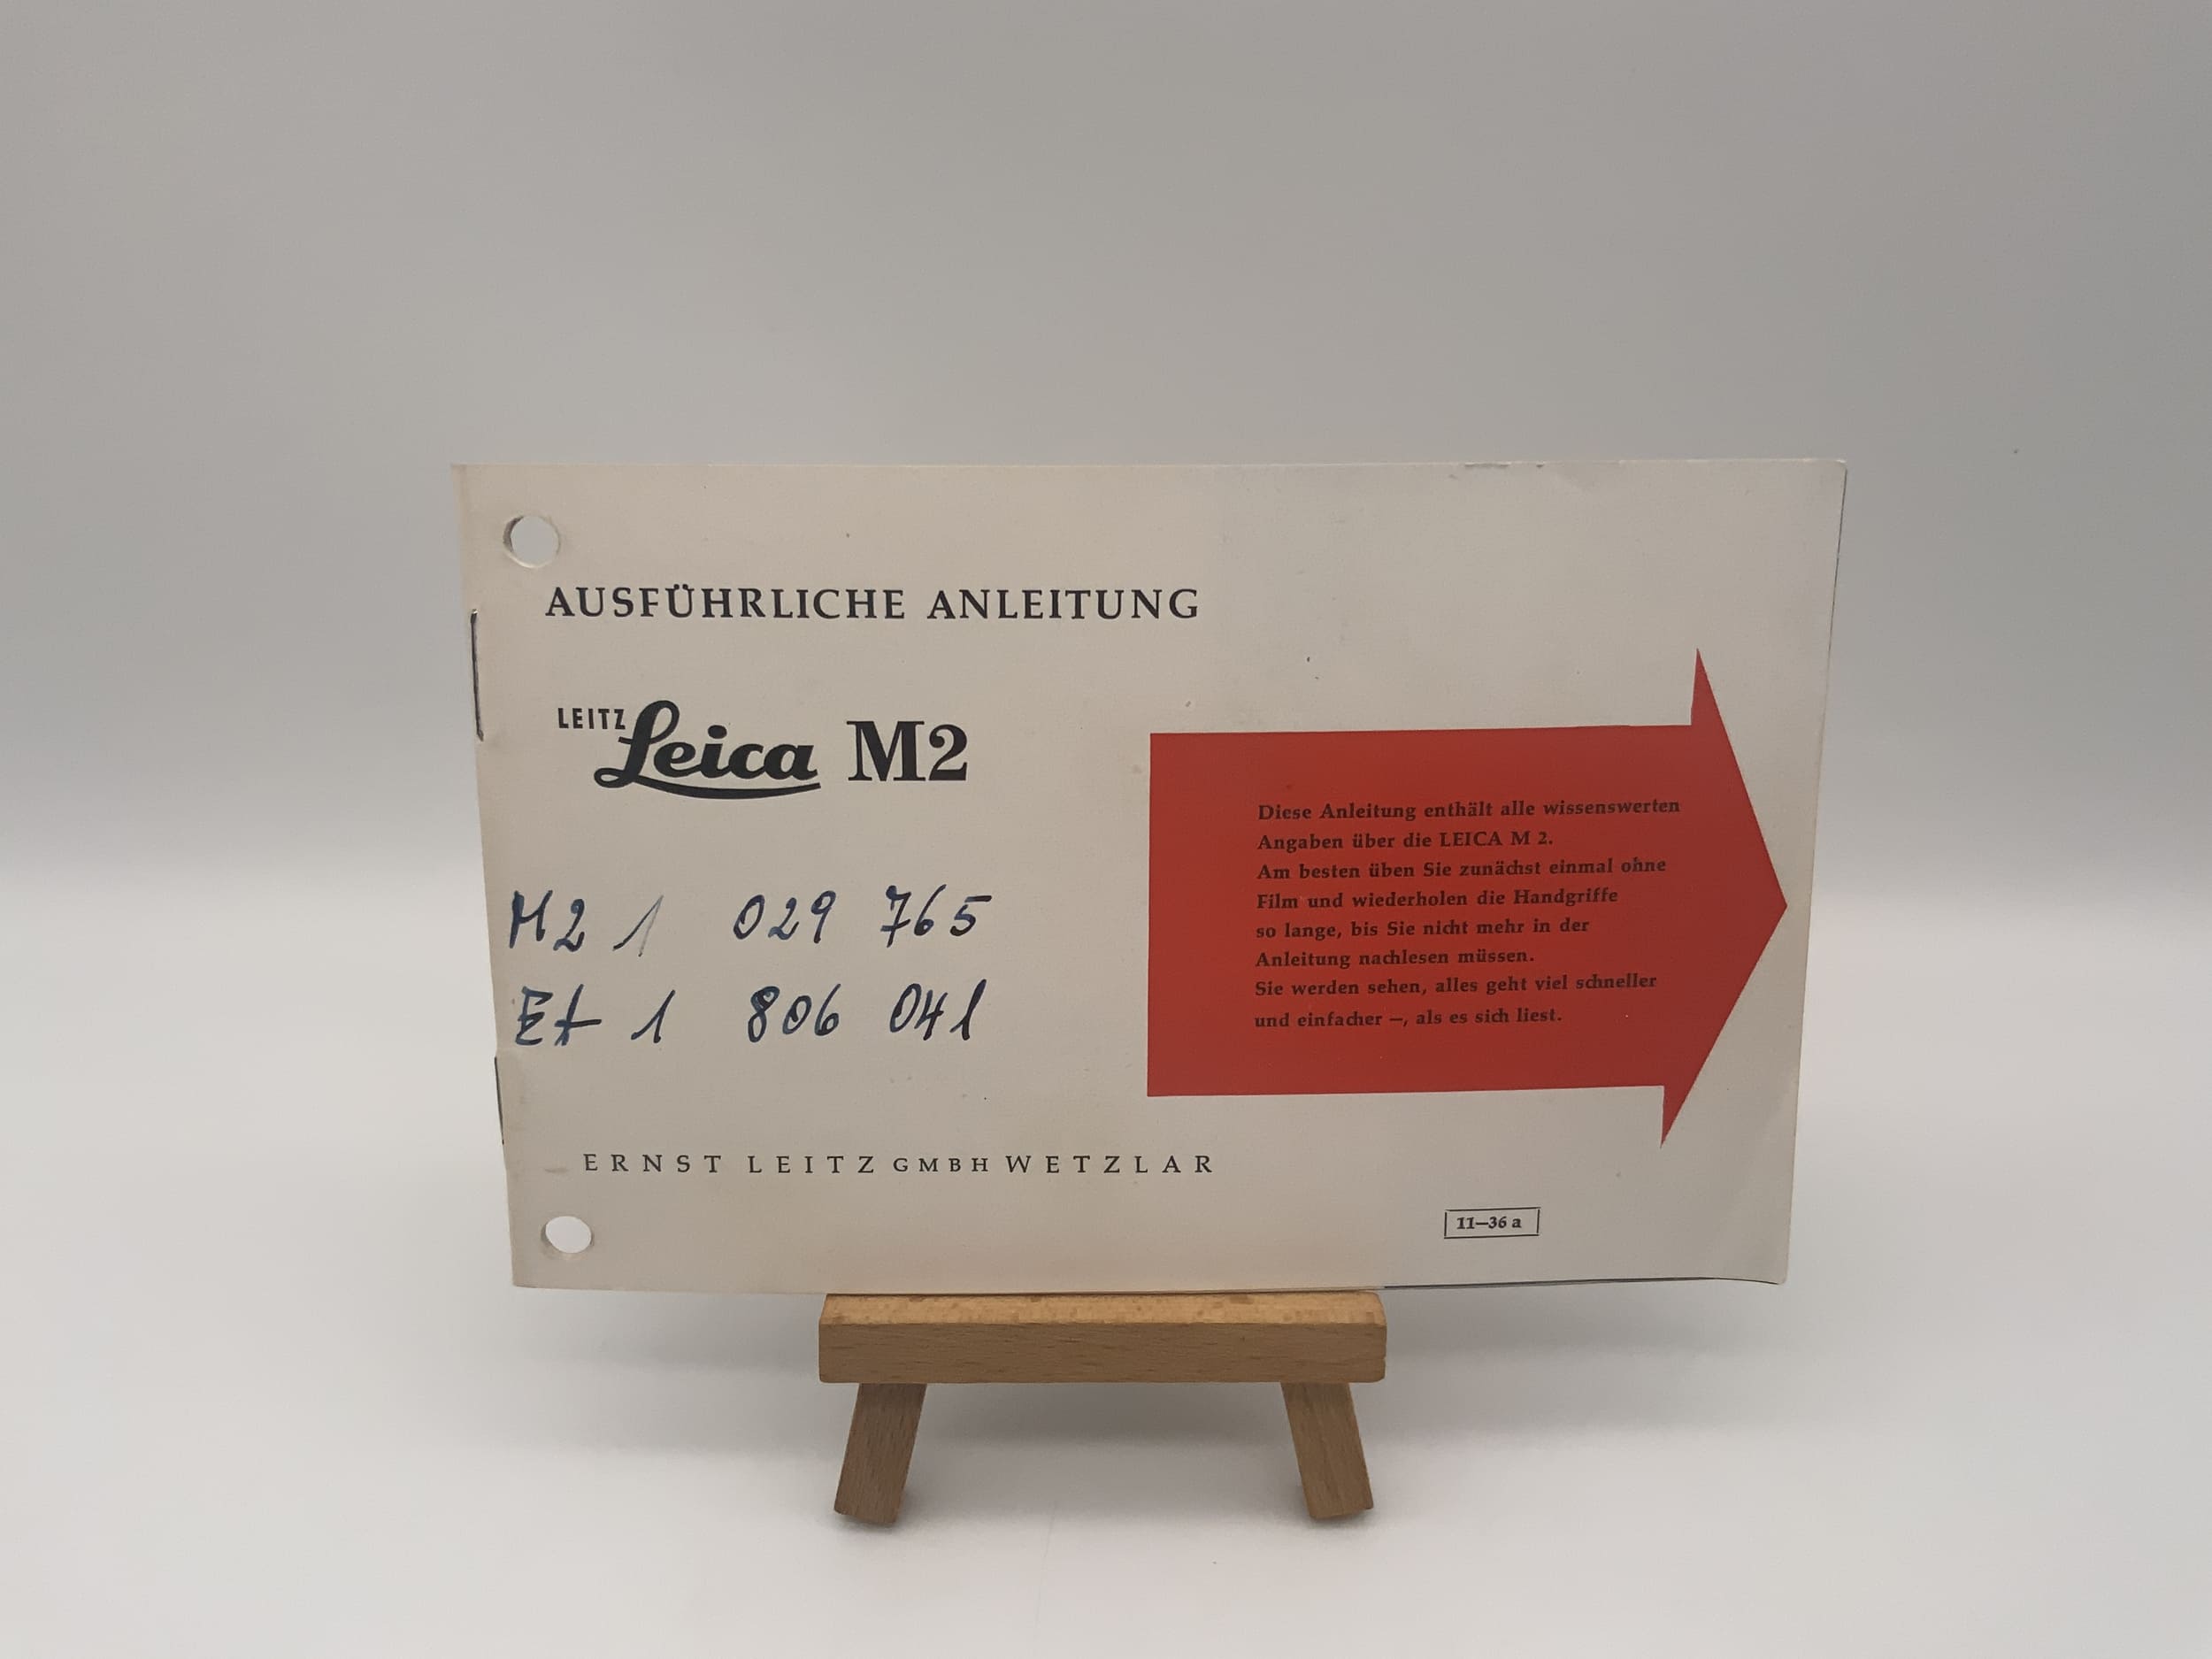 AUSFÜHRLICHE ANLEITUNG
LEITZ Leica M2
M2 1 029 765
Et 1 806 041
Diese Anleitung enthält alle wissenswerten
Angaben über die LEICA M 2.
Am besten üben Sie zunächst einmal ohne
Film und wiederholen die Handgriffe
so lange, bis Sie nicht mehr in der
Anleitung nachlesen müssen.
Sie werden sehen, alles geht viel schneller
und einfacher –, als es sich liest.
ERNST LEITZ GMBH WETZLAR
11–36 a